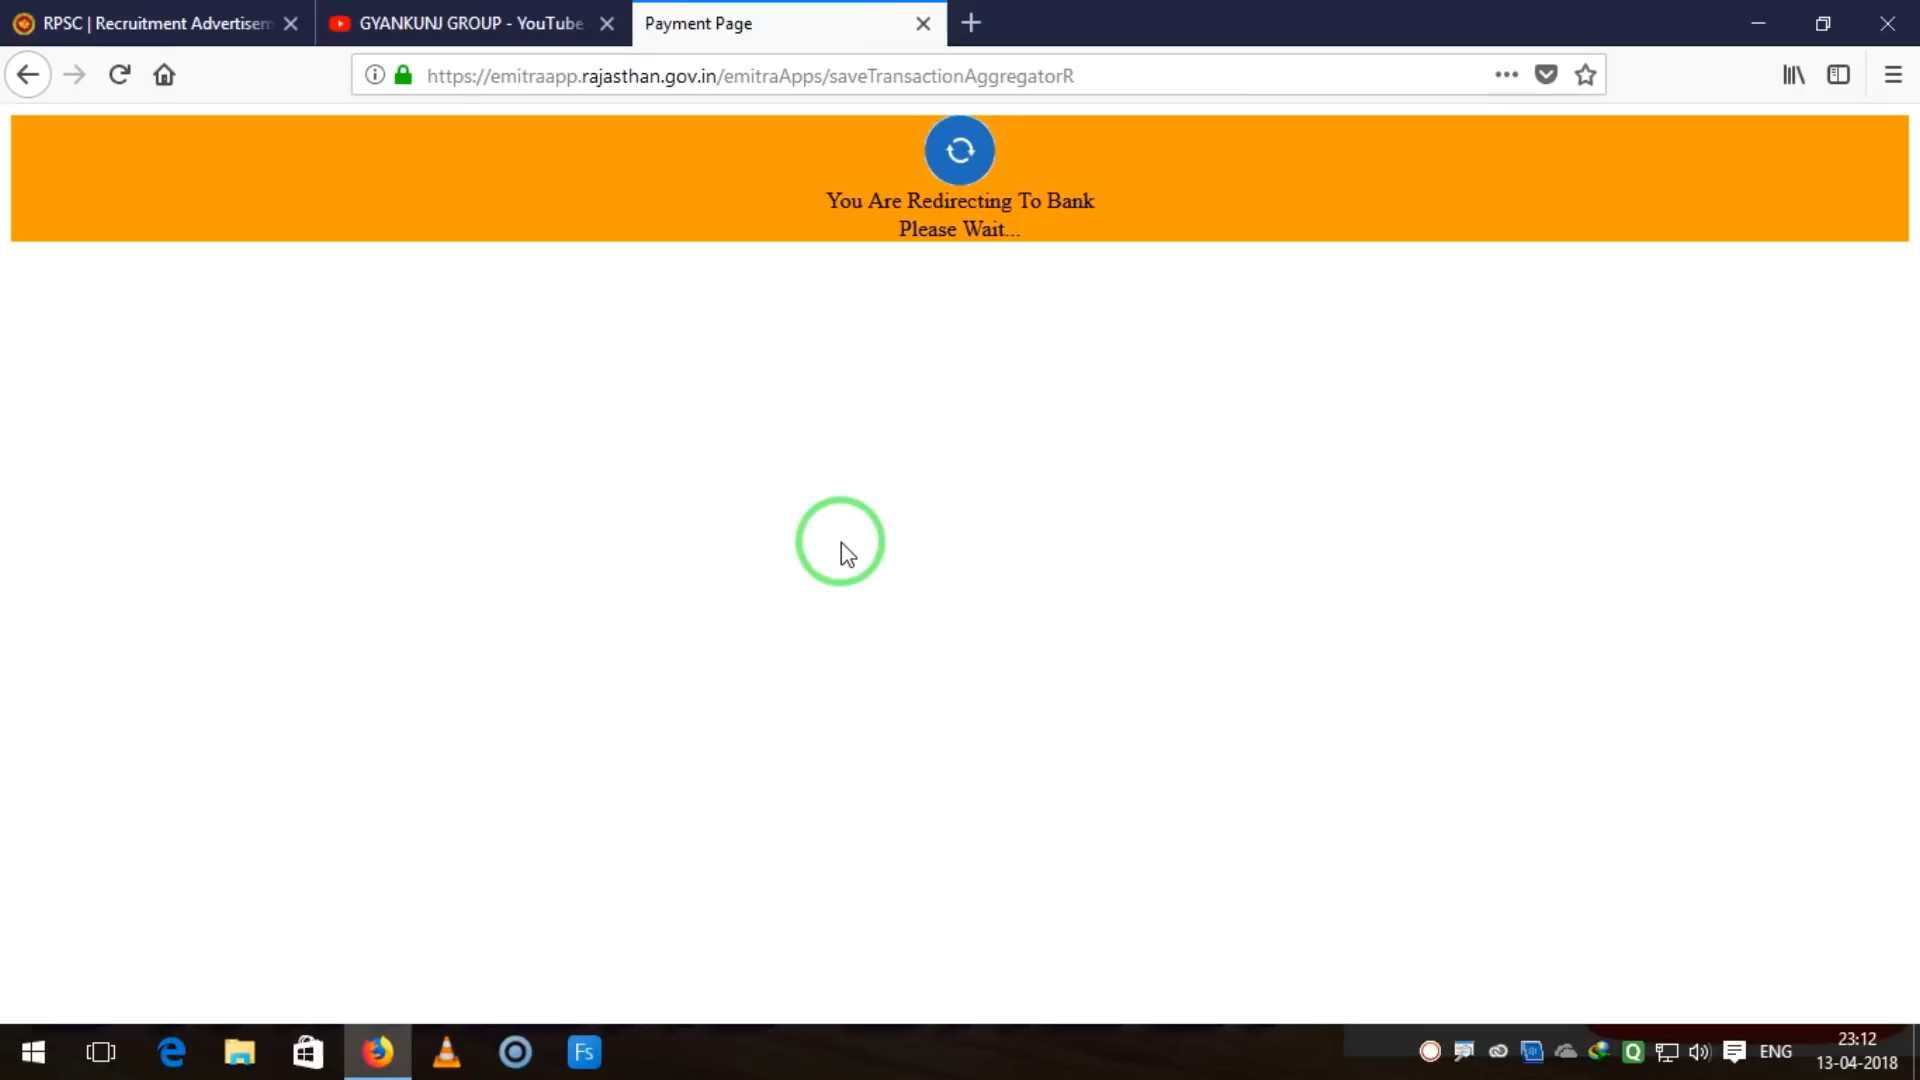 RPSC | Recruitment Advertisem
GYANKUNJ GROUP - YouTube
Payment Page
https://emitraapp.rajasthan.gov.in/emitraApps/saveTransactionAggregatorR
You Are Redirecting To Bank
Please Wait...
Fs
Q
ENG
23:12
13-04-2018